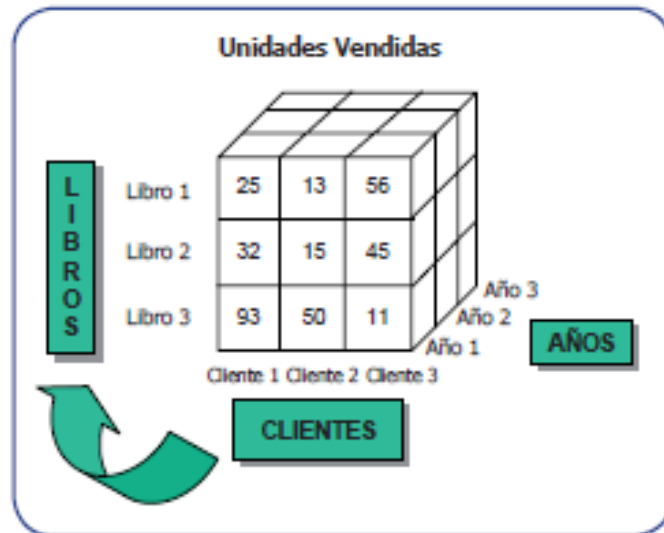 Unidades Vendidas
LIBROS
Libro 1 25 13 56
Libro 2 32 15 45
Libro 3 93 50 11
Año 3
Año 2
Año 1
AÑOS
Cliente 1 Cliente 2 Cliente 3
CLIENTES